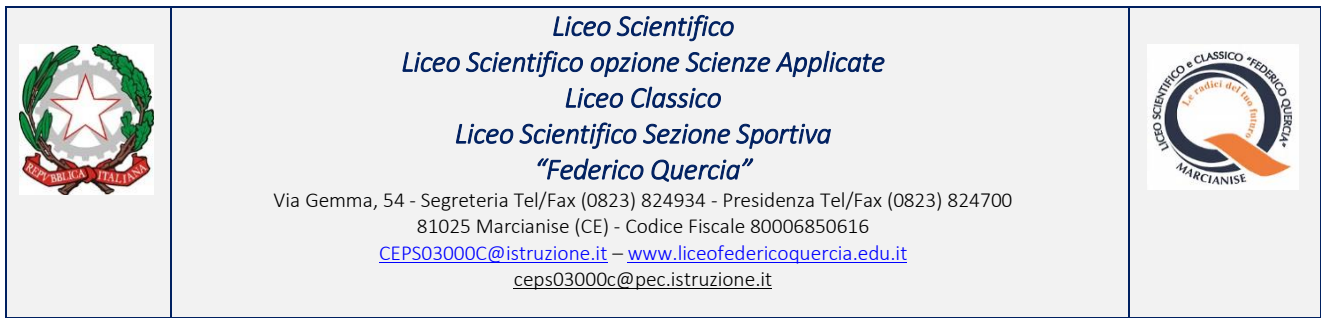 Liceo Scientifico
Liceo Scientifico opzione Scienze Applicate
Liceo Classico
Liceo Scientifico Sezione Sportiva
“Federico Quercia”
Via Gemma, 54 - Segreteria Tel/Fax (0823) 824934 - Presidenza Tel/Fax (0823) 824700
81025 Marcianise (CE) - Codice Fiscale 80006850616
CEPS03000C@istruzione.it – www.liceofedericoquercia.edu.it
ceps03000c@pec.istruzione.it
REPVBBLICA ITALIANA
LICEO SCIENTIFICO e CLASSICO "FEDERICO QUERCIA"
Le radici del tuo futuro
MARCIANISE